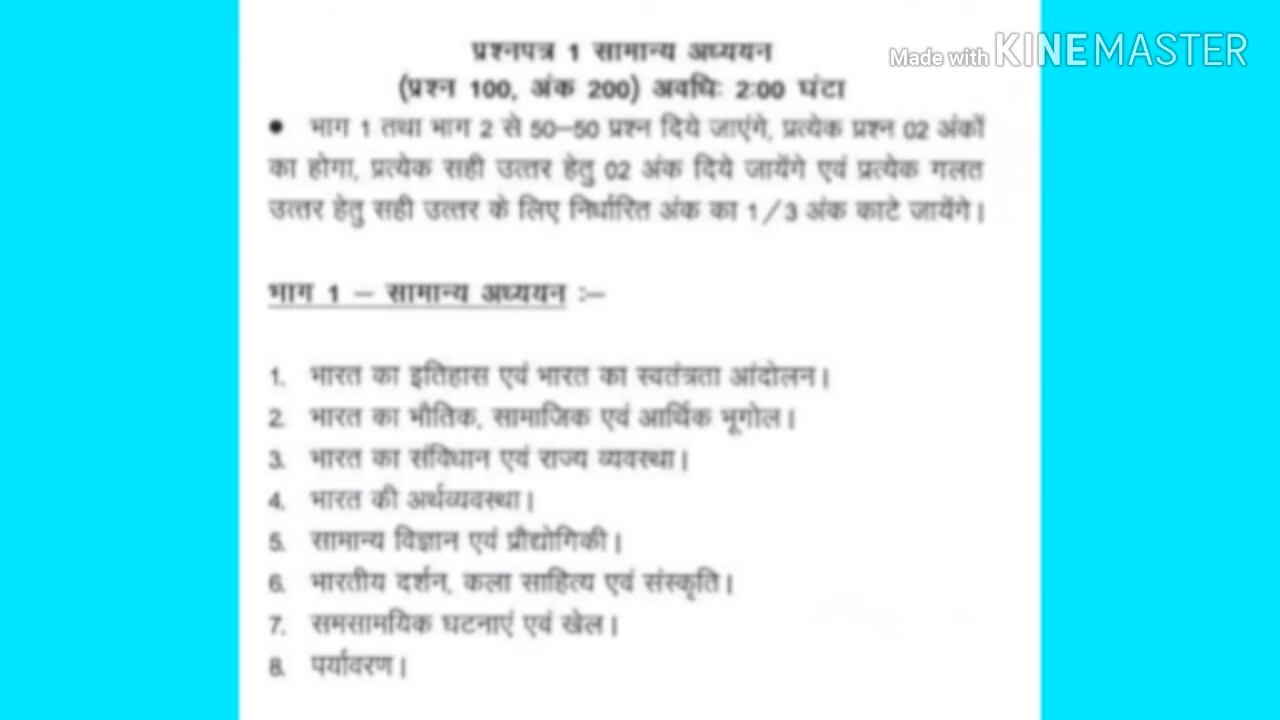 Made with KINEMASTER
प्रश्नपत्र 1 सामान्य अध्ययन
(प्रश्न 100, अंक 200) अवधिः 2:00 घंटा
• भाग 1 तथा भाग 2 से 50–50 प्रश्न दिये जाएंगे, प्रत्येक प्रश्न 02 अंकों
का होगा, प्रत्येक सही उत्तर हेतु 02 अंक दिये जायेंगे एवं प्रत्येक गलत
उत्तर हेतु सही उत्तर के लिए निर्धारित अंक का 1/3 अंक काटे जायेंगे।
भाग 1 – सामान्य अध्ययन :–
1. भारत का इतिहास एवं भारत का स्वतंत्रता आंदोलन।
2. भारत का भौतिक, सामाजिक एवं आर्थिक भूगोल।
3. भारत का संविधान एवं राज्य व्यवस्था।
4. भारत की अर्थव्यवस्था।
5. सामान्य विज्ञान एवं प्रौद्योगिकी।
6. भारतीय दर्शन, कला साहित्य एवं संस्कृति।
7. समसामयिक घटनाएं एवं खेल।
8. पर्यावरण।